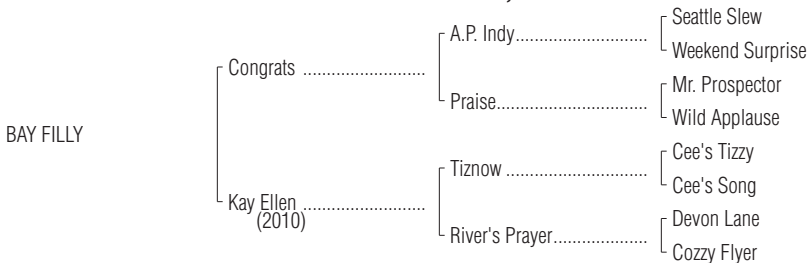 Seattle Slew
A.P. Indy..............................
Weekend Surprise
Congrats ...........................
Mr. Prospector
Praise..................................
Wild Applause
BAY FILLY
Cee's Tizzy
Tiznow ................................
Cee's Song
Kay Ellen ...........................
(2010)
Devon Lane
River's Prayer.....................
Cozzy Flyer